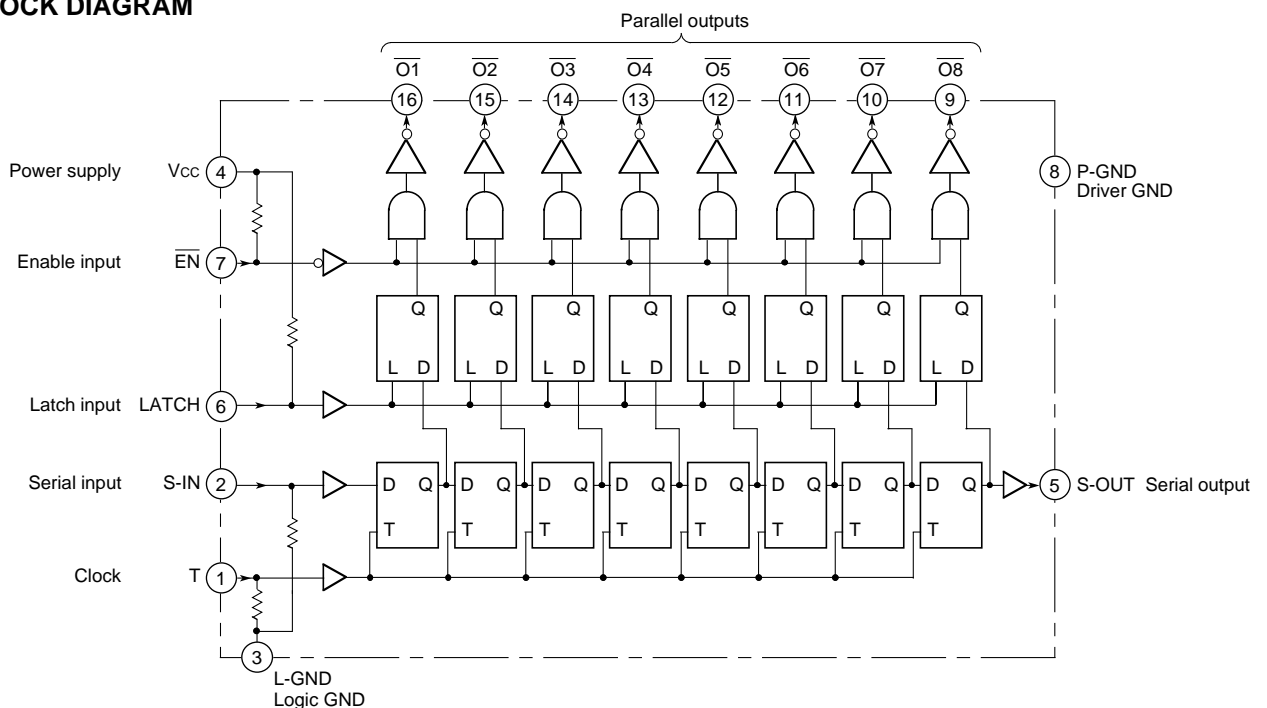 OCK DIAGRAM
Parallel outputs
O1 O2 O3 O4 O5 O6 O7 O8
16 15 14 13 12 11 10 9
Power supply Vcc 4
8 P-GND
Driver GND
Enable input EN 7
Q Q Q Q Q Q Q Q
L D L D L D L D L D L D L D L D
Latch input LATCH 6
Serial input S-IN 2
D Q D Q D Q D Q D Q D Q D Q D Q
5 S-OUT Serial output
T T T T T T T T
Clock T 1
3
L-GND
Logic GND